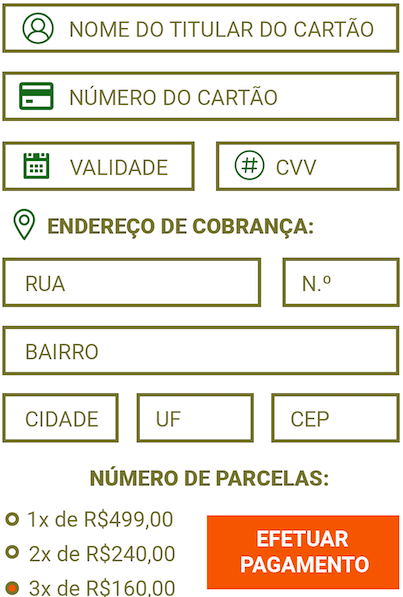 NOME DO TITULAR DO CARTÃO
NÚMERO DO CARTÃO
VALIDADE
# CVV
ENDEREÇO DE COBRANÇA:
RUA
N.º
BAIRRO
CIDADE
UF
CEP
NÚMERO DE PARCELAS:
1x de R$499,00
2x de R$240,00
3x de R$160,00
EFETUAR
PAGAMENTO